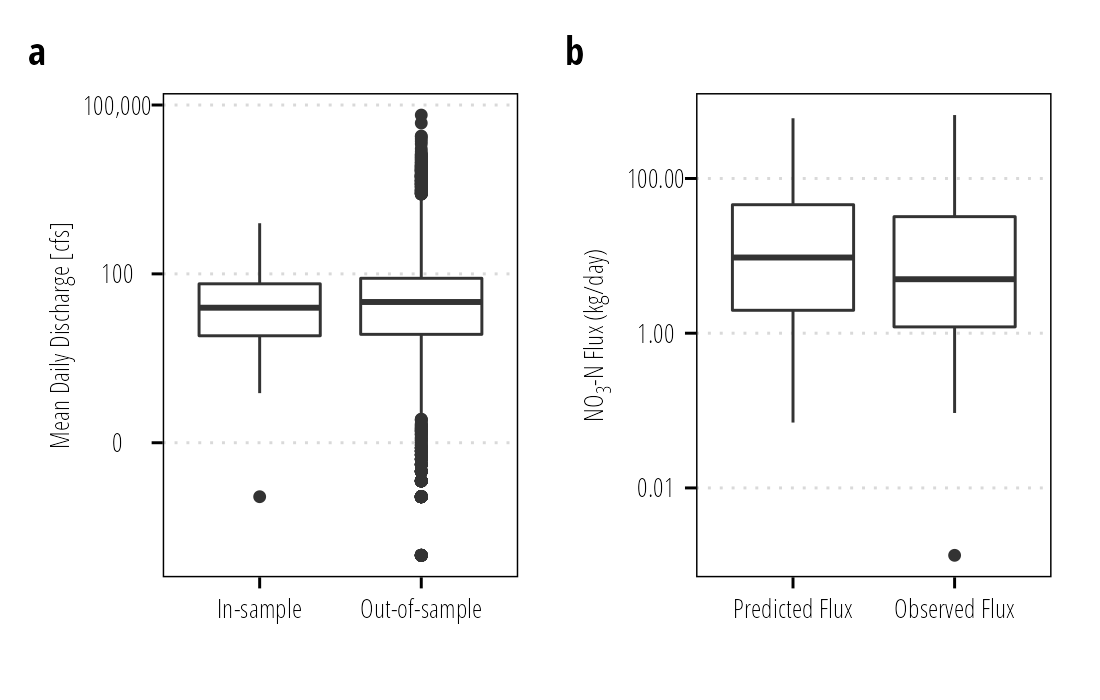 a
Mean Daily Discharge [cfs]
100,000
100
0
In-sample
Out-of-sample
b
NO3-N Flux (kg/day)
100.00
1.00
0.01
Predicted Flux
Observed Flux